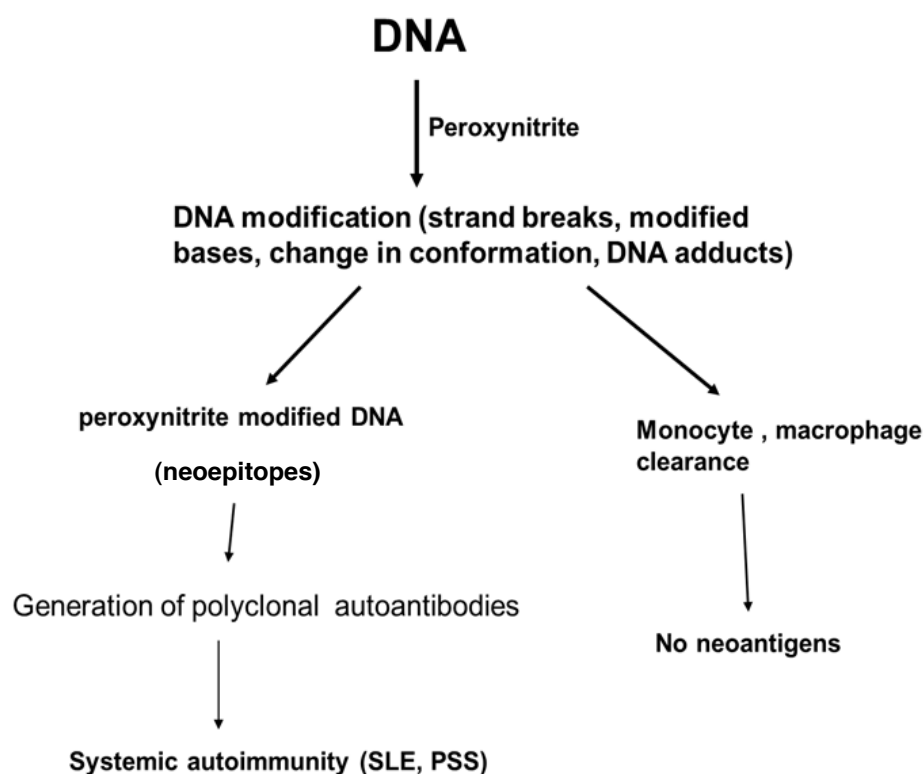 DNA
Peroxynitrite
DNA modification (strand breaks, modified
bases, change in conformation, DNA adducts)
peroxynitrite modified DNA
(neoepitopes)
Monocyte , macrophage
clearance
Generation of polyclonal autoantibodies
No neoantigens
Systemic autoimmunity (SLE, PSS)